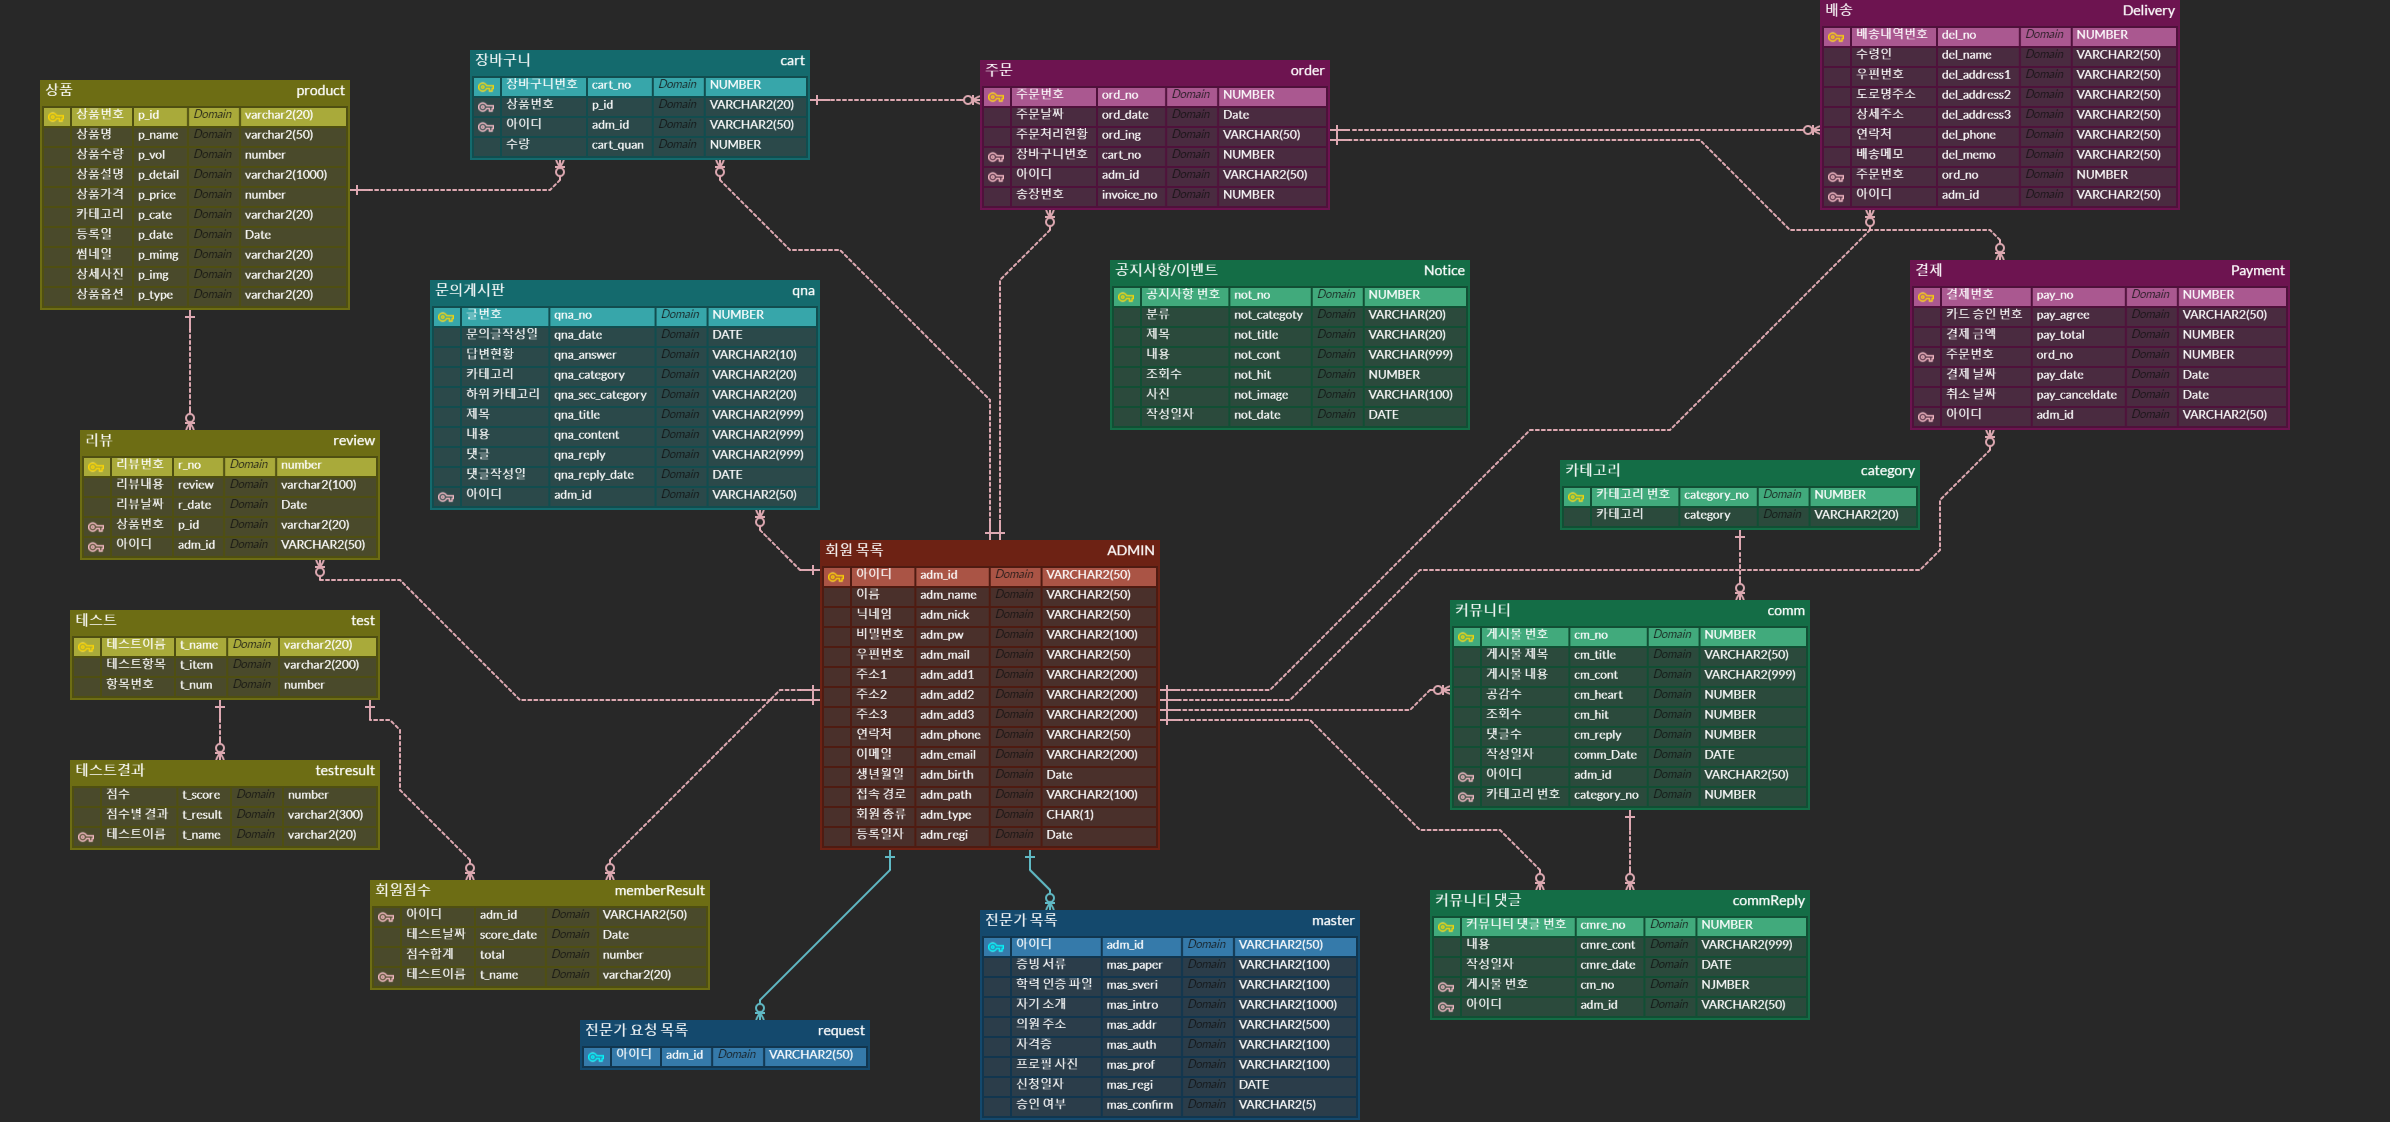 상품 product
상품번호 p_id Domain varchar2(20)
상품명 p_name Domain varchar2(50)
상품수량 p_vol Domain number
상품설명 p_detail Domain varchar2(1000)
상품가격 p_price Domain number
카테고리 p_cate Domain varchar2(20)
등록일 p_date Domain Date
썸네일 p_mimg Domain varchar2(20)
상세사진 p_img Domain varchar2(20)
상품옵션 p_type Domain varchar2(20)
장바구니 cart
장바구니번호 cart_no Domain NUMBER
상품번호 p_id Domain VARCHAR2(20)
아이디 adm_id Domain VARCHAR2(50)
수량 cart_quan Domain NUMBER
주문 order
주문번호 ord_no Domain NUMBER
주문날짜 ord_date Domain Date
주문처리현황 ord_ing Domain VARCHAR(50)
장바구니번호 cart_no Domain NUMBER
아이디 adm_id Domain VARCHAR2(50)
송장번호 invoice_no Domain NUMBER
배송 Delivery
배송내역번호 del_no Domain NUMBER
수령인 del_name Domain VARCHAR2(50)
우편번호 del_address1 Domain VARCHAR2(50)
도로명주소 del_address2 Domain VARCHAR2(50)
상세주소 del_address3 Domain VARCHAR2(50)
연락처 del_phone Domain VARCHAR2(50)
배송메모 del_memo Domain VARCHAR2(50)
주문번호 ord_no Domain NUMBER
아이디 adm_id Domain VARCHAR2(50)
문의게시판 qna
글번호 qna_no Domain NUMBER
문의글작성일 qna_date Domain DATE
답변현황 qna_answer Domain VARCHAR2(10)
카테고리 qna_category Domain VARCHAR2(20)
하위 카테고리 qna_sec_category Domain VARCHAR2(20)
제목 qna_title Domain VARCHAR2(999)
내용 qna_content Domain VARCHAR2(999)
댓글 qna_reply Domain VARCHAR2(999)
댓글작성일 qna_reply_date Domain DATE
아이디 adm_id Domain VARCHAR2(50)
공지사항/이벤트 Notice
공지사항 번호 not_no Domain NUMBER
분류 not_categoty Domain VARCHAR(20)
제목 not_title Domain VARCHAR(20)
내용 not_cont Domain VARCHAR(999)
조회수 not_hit Domain NUMBER
사진 not_image Domain VARCHAR(100)
작성일자 not_date Domain DATE
결제 Payment
결제번호 pay_no Domain NUMBER
카드 승인 번호 pay_agree Domain VARCHAR2(50)
결제 금액 pay_total Domain NUMBER
주문번호 ord_no Domain NUMBER
결제 날짜 pay_date Domain Date
취소 날짜 pay_canceldate Domain Date
아이디 adm_id Domain VARCHAR2(50)
리뷰 review
리뷰번호 r_no Domain number
리뷰내용 review Domain varchar2(100)
리뷰날짜 r_date Domain Date
상품번호 p_id Domain varchar2(20)
아이디 adm_id Domain VARCHAR2(50)
카테고리 category
카테고리 번호 category_no Domain NUMBER
카테고리 category Domain VARCHAR2(20)
회원 목록 ADMIN
아이디 adm_id Domain VARCHAR2(50)
이름 adm_name Domain VARCHAR2(50)
닉네임 adm_nick Domain VARCHAR2(50)
비밀번호 adm_pw Domain VARCHAR2(100)
우편번호 adm_mail Domain VARCHAR2(50)
주소1 adm_add1 Domain VARCHAR2(200)
주소2 adm_add2 Domain VARCHAR2(200)
주소3 adm_add3 Domain VARCHAR2(200)
연락처 adm_phone Domain VARCHAR2(50)
이메일 adm_email Domain VARCHAR2(200)
생년월일 adm_birth Domain Date
접속 경로 adm_path Domain VARCHAR2(100)
회원 종류 adm_type Domain CHAR(1)
등록일자 adm_regi Domain Date
테스트 test
테스트이름 t_name Domain varchar2(20)
테스트항목 t_item Domain varchar2(200)
항목번호 t_num Domain number
커뮤니티 comm
게시물 번호 cm_no Domain NUMBER
게시물 제목 cm_title Domain VARCHAR2(50)
게시물 내용 cm_cont Domain VARCHAR2(999)
공감수 cm_heart Domain NUMBER
조회수 cm_hit Domain NUMBER
댓글수 cm_reply Domain NUMBER
작성일자 comm_Date Domain DATE
아이디 adm_id Domain VARCHAR2(50)
카테고리 번호 category_no Domain NUMBER
테스트결과 testresult
점수 t_score Domain number
점수별 결과 t_result Domain varchar2(300)
테스트이름 t_name Domain varchar2(20)
회원점수 memberResult
아이디 adm_id Domain VARCHAR2(50)
테스트날짜 score_date Domain Date
점수합계 total Domain number
테스트이름 t_name Domain varchar2(20)
전문가 요청 목록 request
아이디 adm_id Domain VARCHAR2(50)
전문가 목록 master
아이디 adm_id Domain VARCHAR2(50)
증빙 서류 mas_paper Domain VARCHAR2(100)
학력 인증 파일 mas_sveri Domain VARCHAR2(100)
자기 소개 mas_intro Domain VARCHAR2(1000)
의원 주소 mas_addr Domain VARCHAR2(500)
자격증 mas_auth Domain VARCHAR2(100)
프로필 사진 mas_prof Domain VARCHAR2(100)
신청일자 mas_regi Domain DATE
승인 여부 mas_confirm Domain VARCHAR2(5)
커뮤니티 댓글 commReply
커뮤니티 댓글 번호 cmre_no Domain NUMBER
내용 cmre_cont Domain VARCHAR2(999)
작성일자 cmre_date Domain DATE
게시물 번호 cm_no Domain NJMBER
아이디 adm_id Domain VARCHAR2(50)